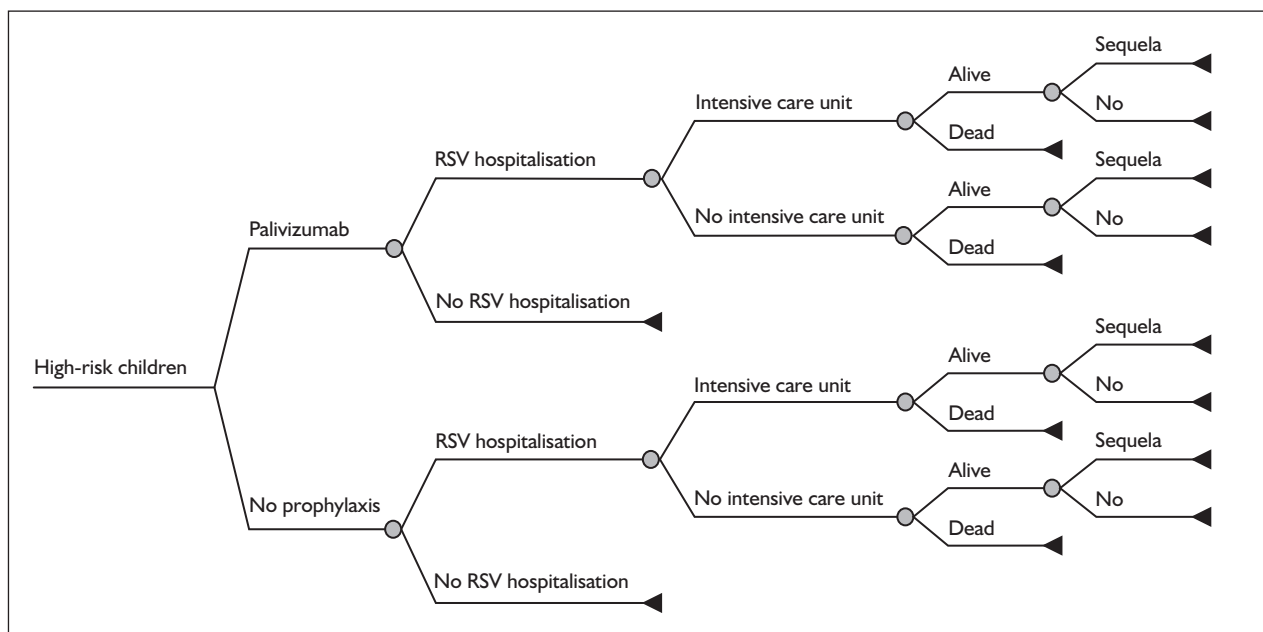 Sequela
Alive
No
Intensive care unit
Dead
RSV hospitalisation
Sequela
Alive
No intensive care unit
No
Palivizumab
Dead
No RSV hospitalisation
High-risk children
Sequela
Alive
Intensive care unit
No
Dead
RSV hospitalisation
Sequela
Alive
No intensive care unit
No
No prophylaxis
Dead
No RSV hospitalisation